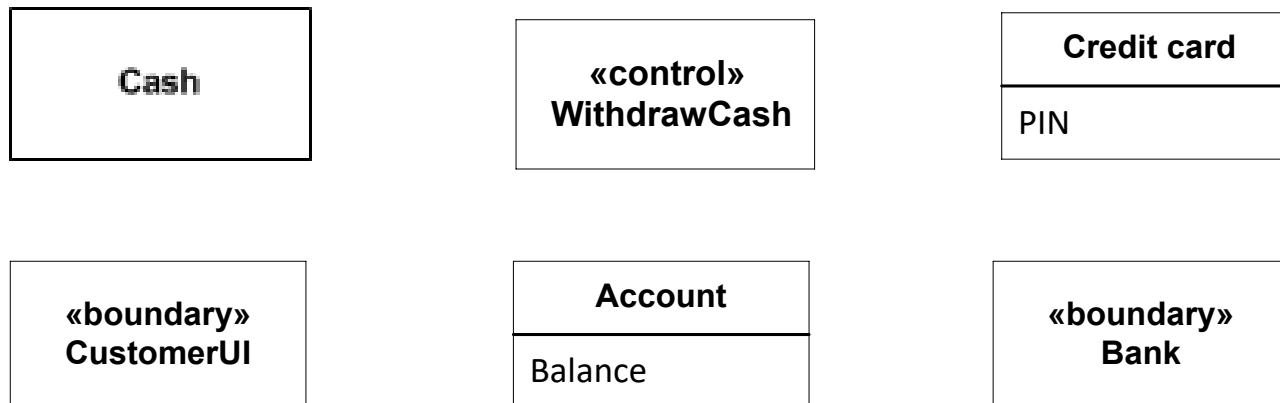 Cash
«control»
WithdrawCash
Credit card
PIN
«boundary»
CustomerUI
Account
Balance
«boundary»
Bank